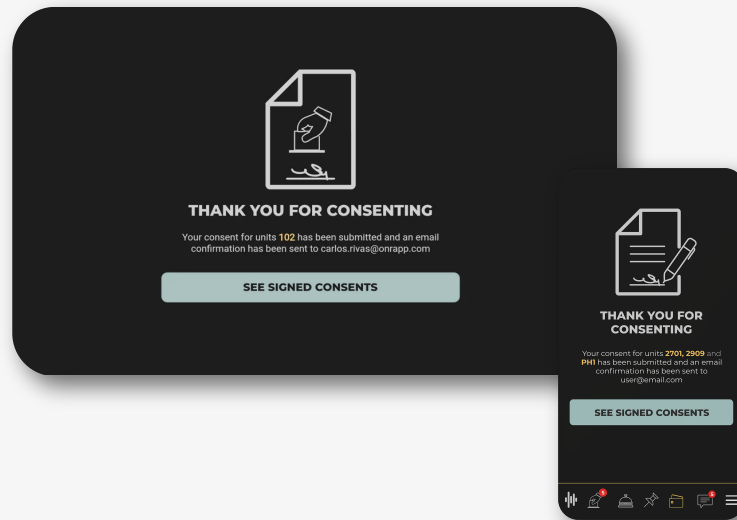 THANK YOU FOR CONSENTING
Your consent for units 102 has been submitted and an email
confirmation has been sent to carlos.rivas@onrapp.com
SEE SIGNED CONSENTS
THANK YOU FOR
CONSENTING
Your consent for units 2701, 2909 and
PH1 has been submitted and an email
confirmation has been sent to
user@email.com
SEE SIGNED CONSENTS